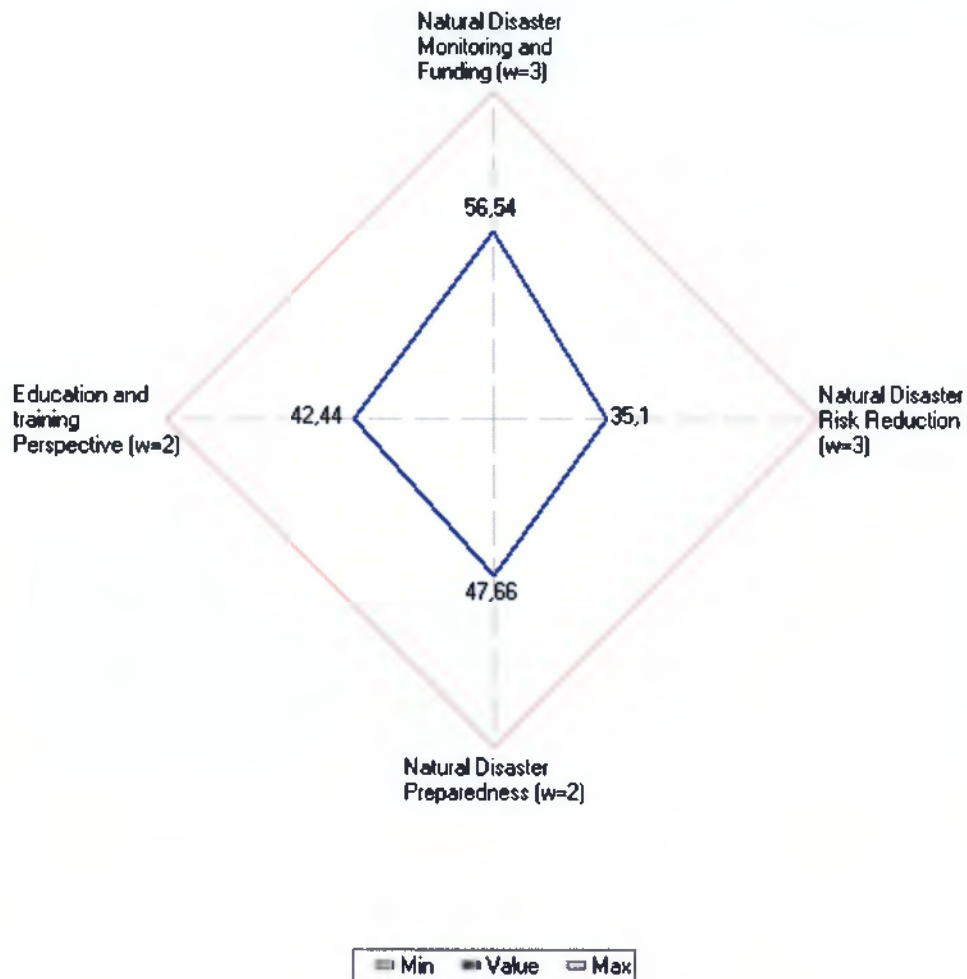 Natural Disaster
Monitoring and
Funding (w=3)
56,54
Education and
training
Perspective (w=2)
42,44
35,1
Natural Disaster
Risk Reduction
(w=3)
47,66
Natural Disaster
Preparedness (w=2)
Min Value Max